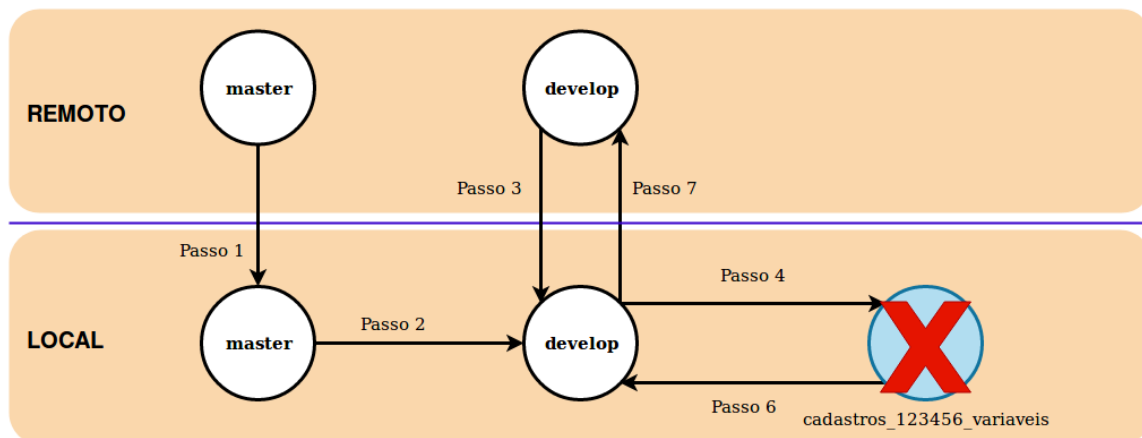 master
develop
REMOTO
Passo 3
Passo 7
Passo 1
Passo 4
Passo 2
LOCAL
master
develop
Passo 6
cadastros_123456_variaveis